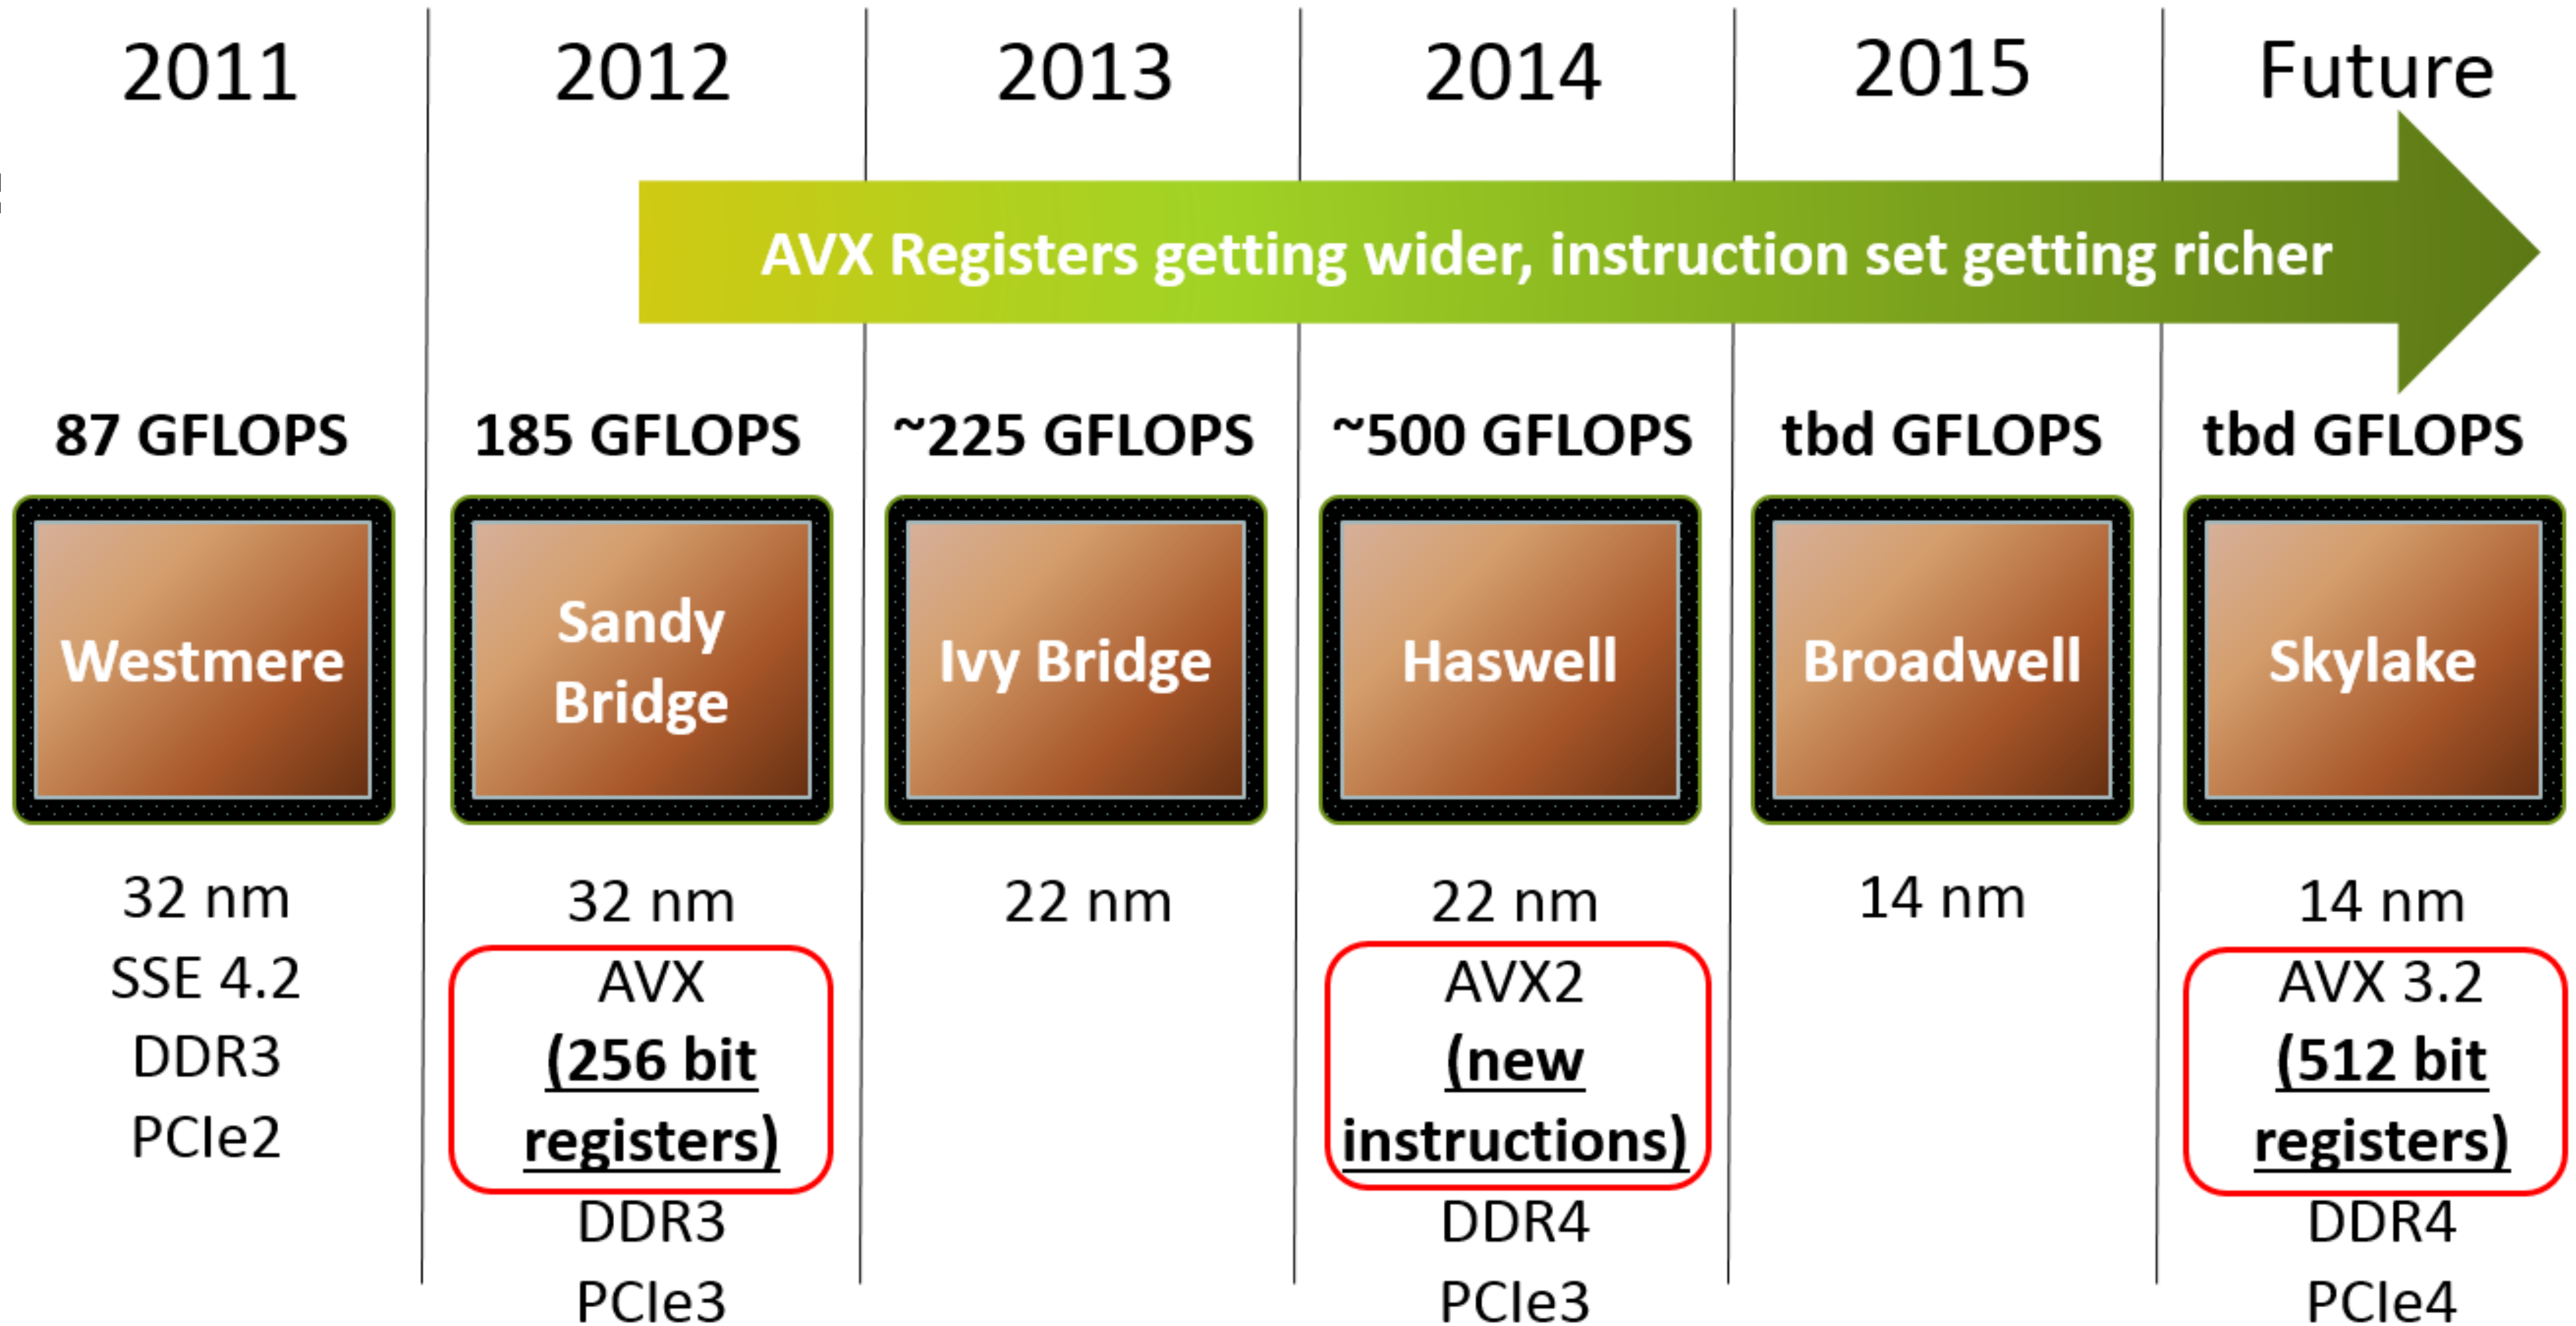 2011
2012
2013
2014
2015
Future
AVX Registers getting wider, instruction set getting richer
87 GFLOPS
185 GFLOPS
~225 GFLOPS
~500 GFLOPS
tbd GFLOPS
tbd GFLOPS
Westmere
Sandy
Bridge
Ivy Bridge
Haswell
Broadwell
Skylake
32 nm
SSE 4.2
DDR3
PCIe2
32 nm
AVX
(256 bit
registers)
DDR3
PCIe3
22 nm
22 nm
AVX2
(new
instructions)
DDR4
PCIe3
14 nm
14 nm
AVX 3.2
(512 bit
registers)
DDR4
PCIe4